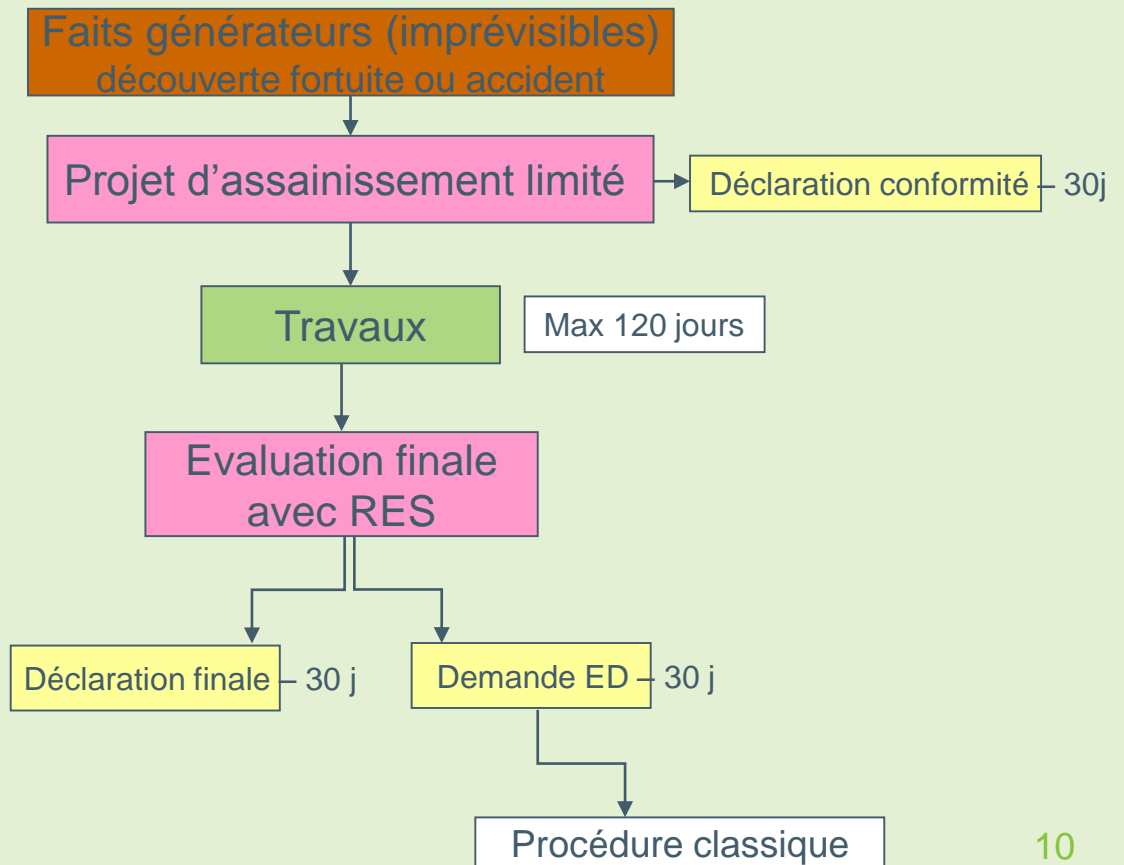 Faits générateurs (imprévisibles)
découverte fortuite ou accident
Projet d’assainissement limité
Déclaration conformité – 30j
Travaux
Max 120 jours
Evaluation finale
avec RES
Déclaration finale – 30 j
Demande ED – 30 j
Procédure classique
10